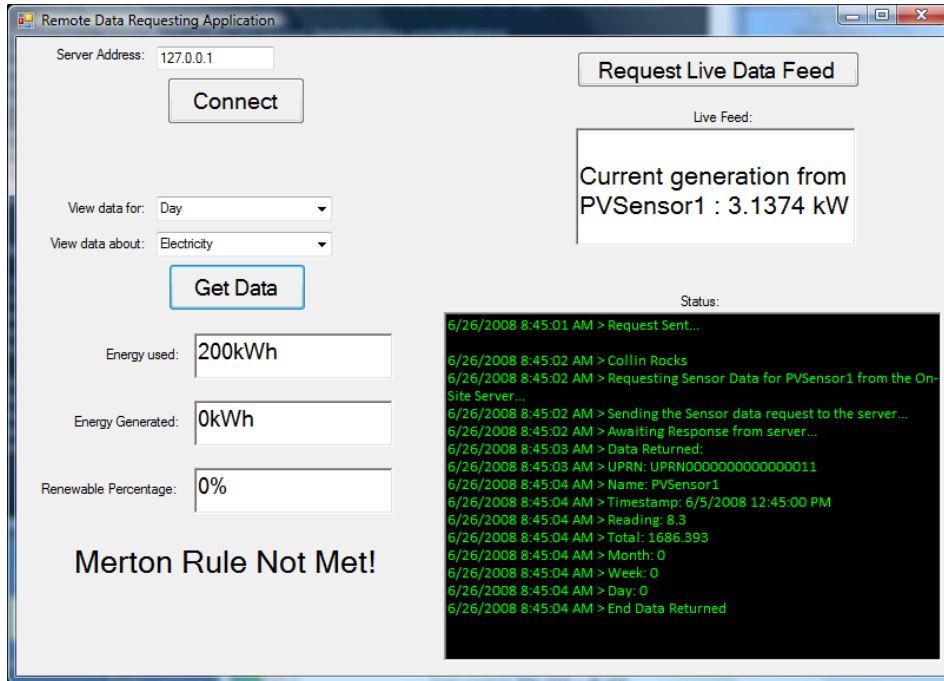 Remote Data Requesting Application
Server Address: 127.0.0.1
Connect
View data for: Day
View data about: Electricity
Get Data
Energy used: 200kWh
Energy Generated: 0kWh
Renewable Percentage: 0%
Merton Rule Not Met!
Request Live Data Feed
Live Feed:
Current generation from
PVSensor1 : 3.1374 kW
Status:
6/26/2008 8:45:01 AM > Request Sent...
6/26/2008 8:45:02 AM > Collin Rocks
6/26/2008 8:45:02 AM > Requesting Sensor Data for PVSensor1 from the On-
Site Server...
6/26/2008 8:45:02 AM > Sending the Sensor data request to the server...
6/26/2008 8:45:02 AM > Awaiting Response from server...
6/26/2008 8:45:03 AM > Data Returned:
6/26/2008 8:45:03 AM > UPRN: UPRN0000000000000011
6/26/2008 8:45:04 AM > Name: PVSensor1
6/26/2008 8:45:04 AM > Timestamp: 6/5/2008 12:45:00 PM
6/26/2008 8:45:04 AM > Reading: 8.3
6/26/2008 8:45:04 AM > Total: 1686.393
6/26/2008 8:45:04 AM > Month: 0
6/26/2008 8:45:04 AM > Week: 0
6/26/2008 8:45:04 AM > Day: 0
6/26/2008 8:45:04 AM > End Data Returned